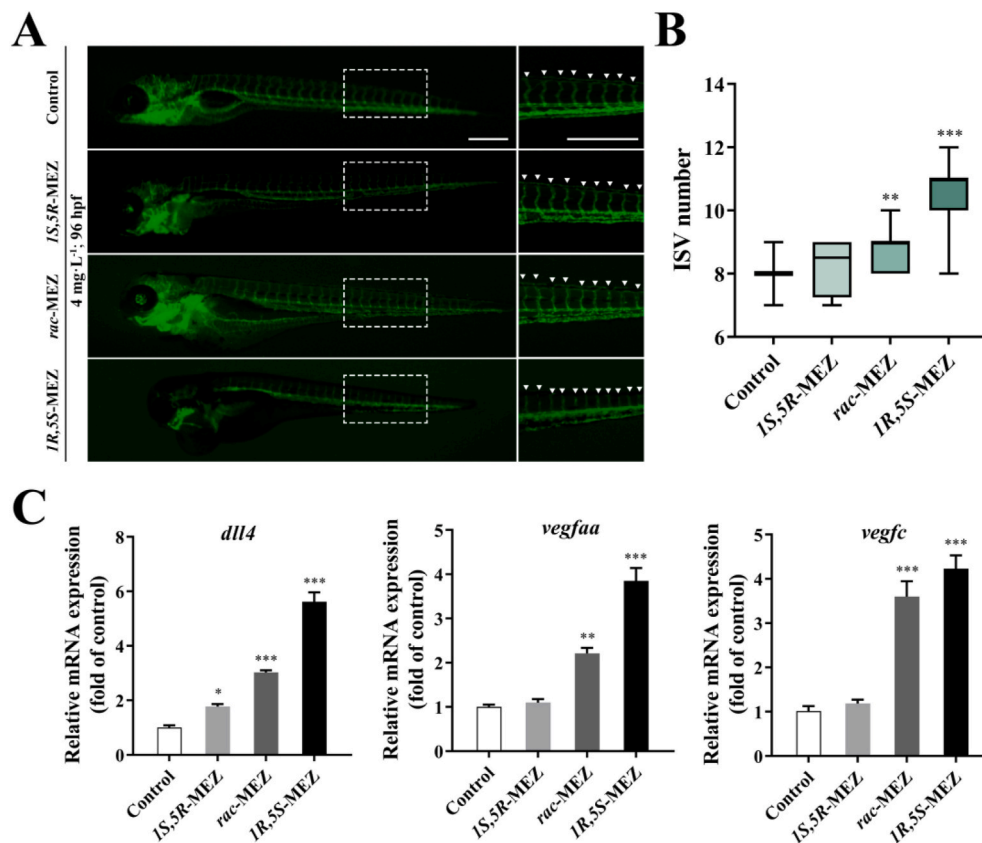 A
Control
1S,5R-MEZ
rac-MEZ
1R,5S-MEZ
4 mg·L⁻¹; 96 hpf
B
ISV number
14
12
10
8
6
**
***
Control
1S,5R-MEZ
rac-MEZ
1R,5S-MEZ
C
dll4
Relative mRNA expression
(fold of control)
8
6
4
2
0
*
***
***
Control
1S,5R-MEZ
rac-MEZ
1R,5S-MEZ
vegfaa
Relative mRNA expression
(fold of control)
5
4
3
2
1
0
**
***
Control
1S,5R-MEZ
rac-MEZ
1R,5S-MEZ
vegfc
Relative mRNA expression
(fold of control)
5
4
3
2
1
0
***
***
Control
1S,5R-MEZ
rac-MEZ
1R,5S-MEZ